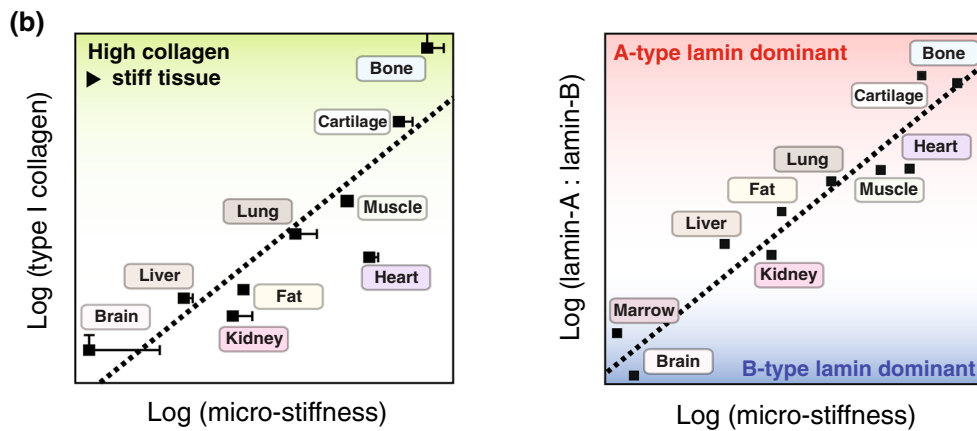 (b)
High collagen
► stiff tissue
Bone
Cartilage
Lung
Muscle
Liver
Heart
Fat
Brain
Kidney
Log (type I collagen)
Log (micro-stiffness)
A-type lamin dominant
Bone
Cartilage
Heart
Lung
Fat
Muscle
Liver
Kidney
Marrow
Brain
B-type lamin dominant
Log (lamin-A : lamin-B)
Log (micro-stiffness)